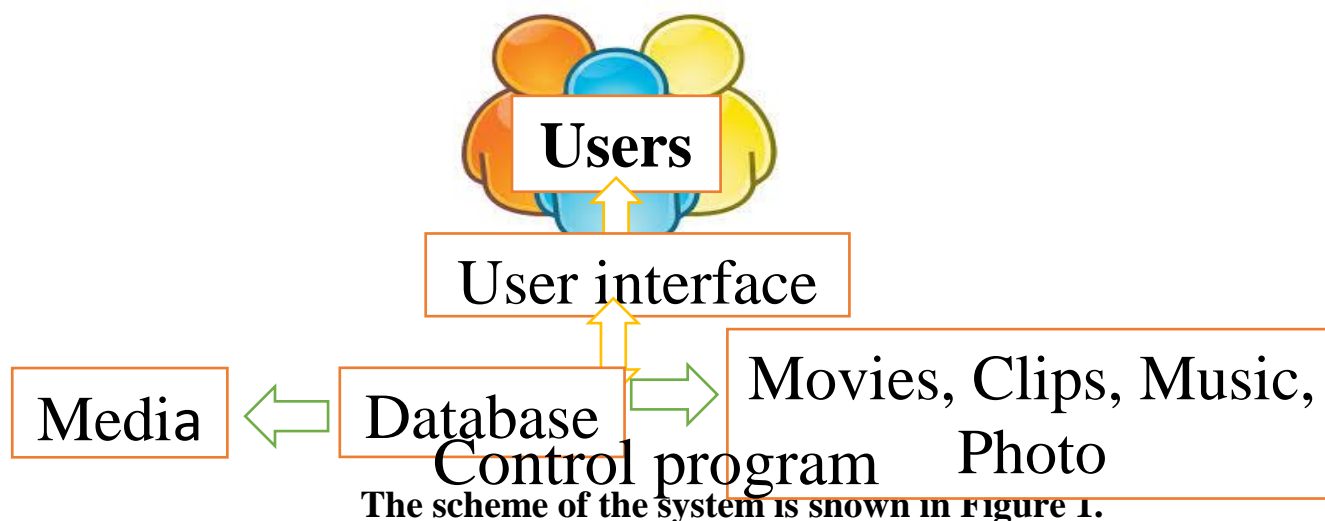 Users
User interface
Movies, Clips, Music,
Photo
Media
Database
Control program
The scheme of the system is shown in Figure 1.